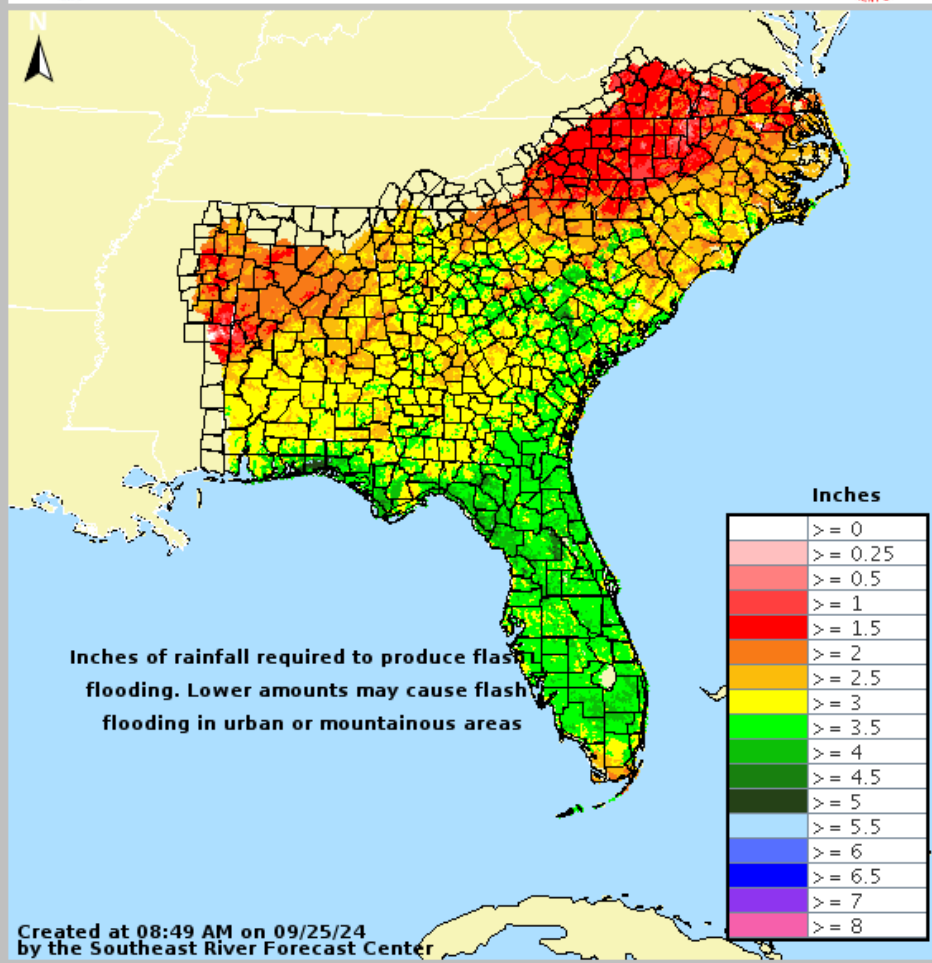 N
Inches
>= 0
>= 0.25
>= 0.5
>= 1
>= 1.5
>= 2
>= 2.5
>= 3
>= 3.5
>= 4
>= 4.5
>= 5
>= 5.5
>= 6
>= 6.5
>= 7
>= 8
Inches of rainfall required to produce flas
flooding. Lower amounts may cause flash
flooding in urban or mountainous areas
Created at 08:49 AM on 09/25/24
by the Southeast River Forecast Center